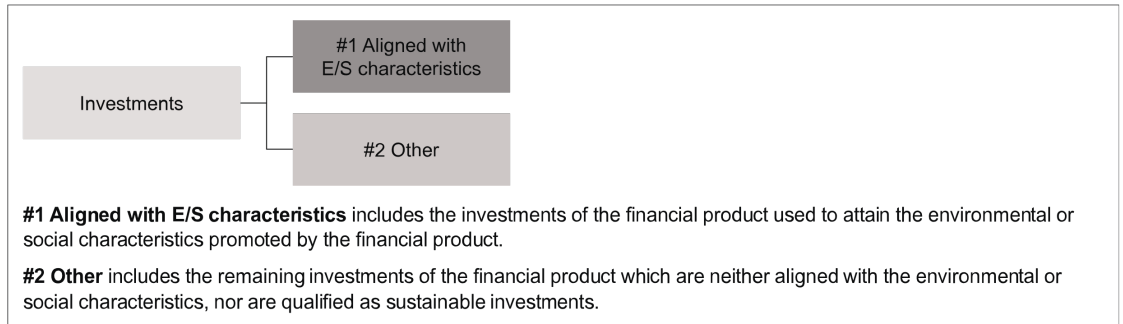 #1 Aligned with
E/S characteristics
Investments
#2 Other
#1 Aligned with E/S characteristics includes the investments of the financial product used to attain the environmental or
social characteristics promoted by the financial product.
#2 Other includes the remaining investments of the financial product which are neither aligned with the environmental or
social characteristics, nor are qualified as sustainable investments.